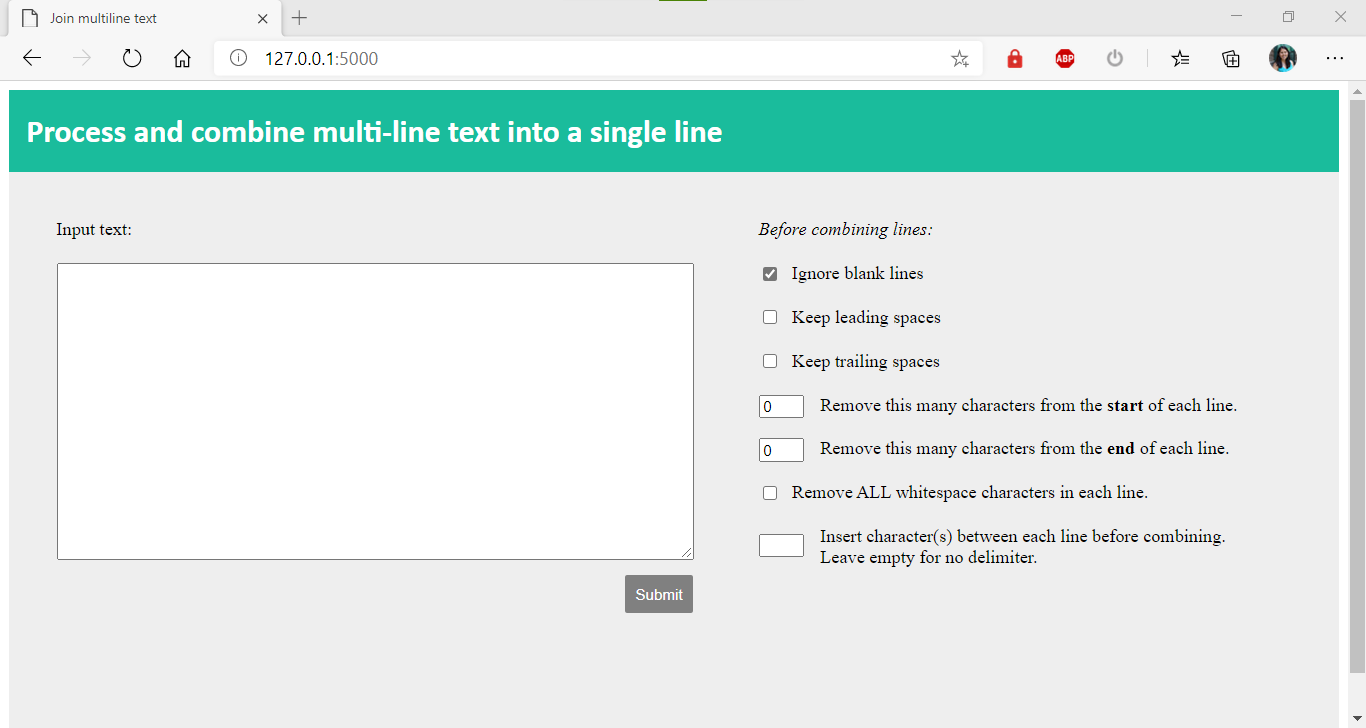 Join multiline text
127.0.0.1:5000
ABP
Process and combine multi-line text into a single line
Input text:
Submit
Before combining lines:
Ignore blank lines
Keep leading spaces
Keep trailing spaces
0 Remove this many characters from the start of each line.
0 Remove this many characters from the end of each line.
Remove ALL whitespace characters in each line.
Insert character(s) between each line before combining.
Leave empty for no delimiter.